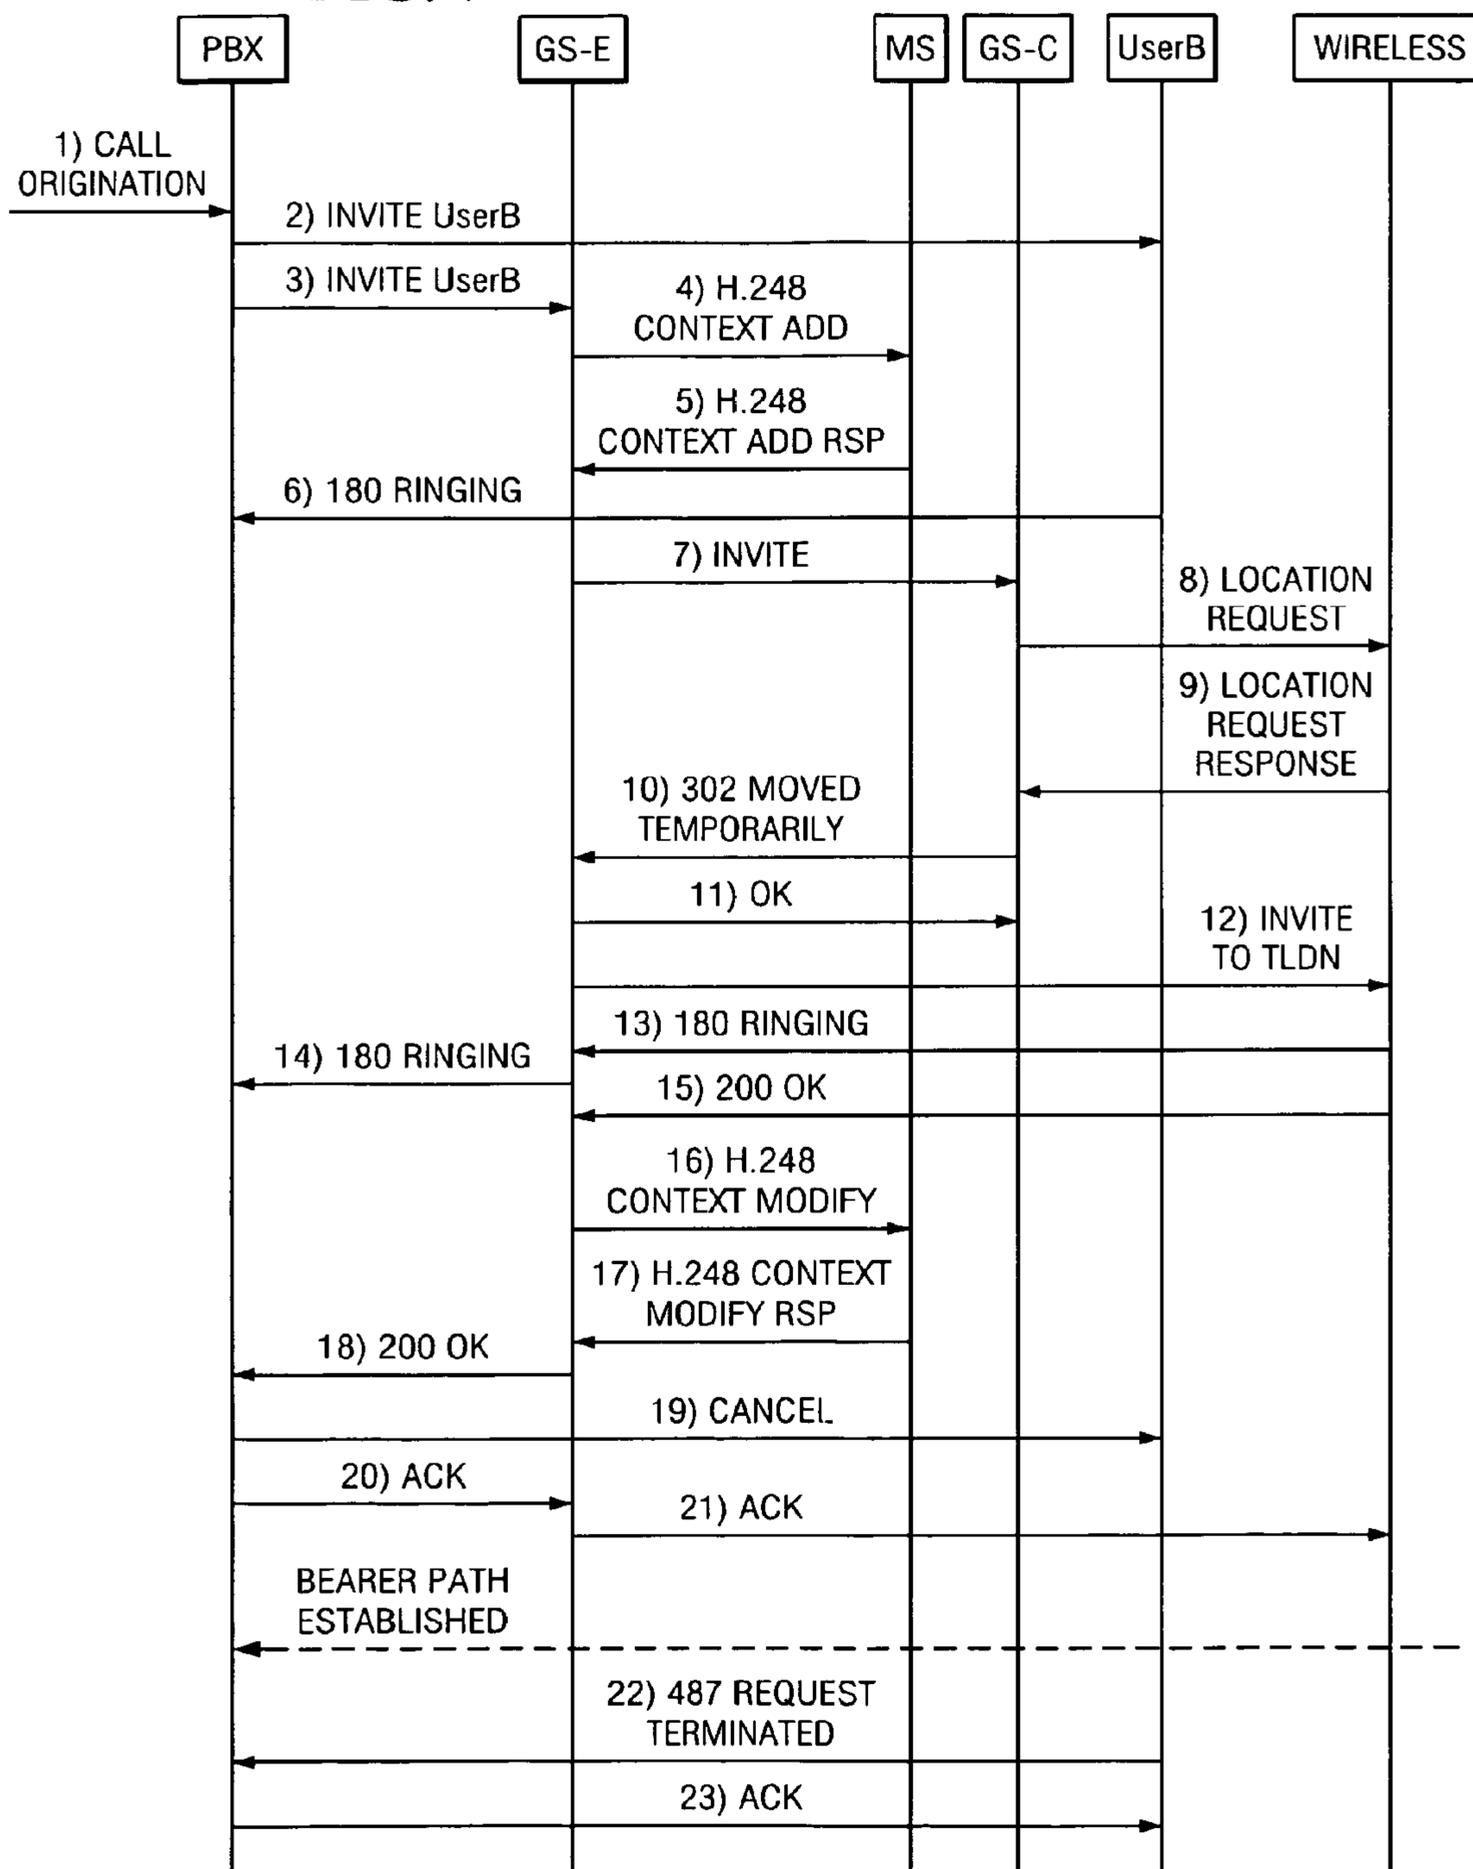 PBX
GS-E
MS
GS-C
UserB
WIRELESS
1) CALL
ORIGINATION
2) INVITE UserB
3) INVITE UserB
4) H.248
CONTEXT ADD
5) H.248
CONTEXT ADD RSP
6) 180 RINGING
7) INVITE
8) LOCATION
REQUEST
9) LOCATION
REQUEST
RESPONSE
10) 302 MOVED
TEMPORARILY
11) OK
12) INVITE
TO TLDN
13) 180 RINGING
14) 180 RINGING
15) 200 OK
16) H.248
CONTEXT MODIFY
17) H.248 CONTEXT
MODIFY RSP
18) 200 OK
19) CANCEL
20) ACK
21) ACK
BEARER PATH
ESTABLISHED
22) 487 REQUEST
TERMINATED
23) ACK